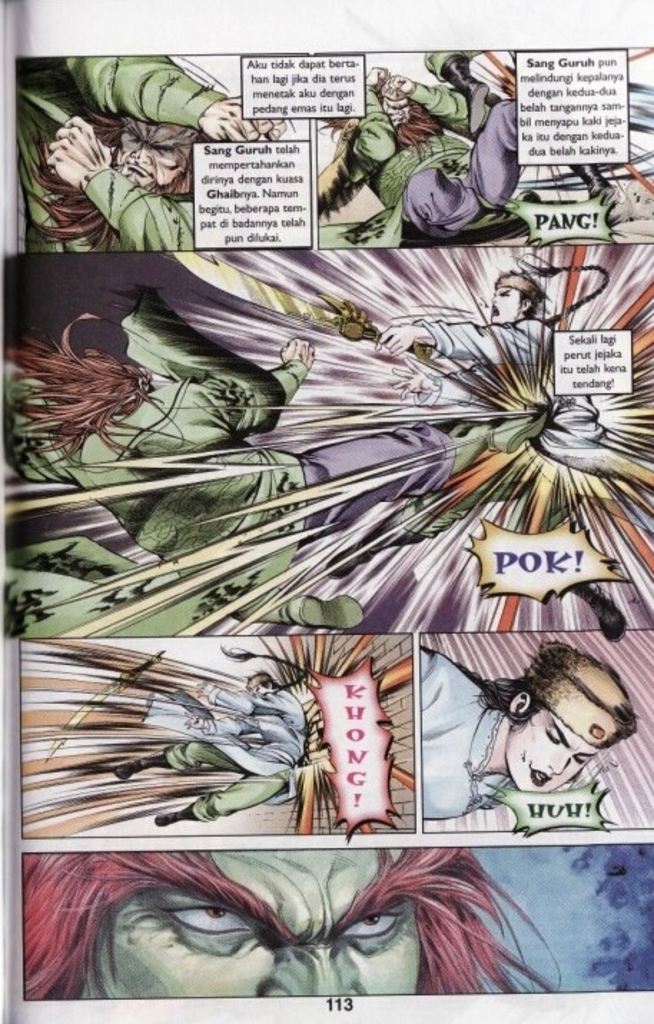 Aku tidak dapat berta-
han lagi jika dia terus
menetak aku dengan
pedang emas itu lagi.
Sang Guruh telah
mempertahankan
dirinya dengan kuasa
Ghaibnya. Namun
begitu, beberapa tem-
pat di badannya telah
pun dilukai.
Sang Guruh pun
melindungi kepalanya
dengan kedua-dua
belah tangannya sam-
bil menyapu kaki jeja-
ka itu dengan kedua-
dua belah kakinya.
PANG!
Sekali lagi
perut jejaka
itu telah kena
tendang!
POK!
KHONG!
HUH!
113